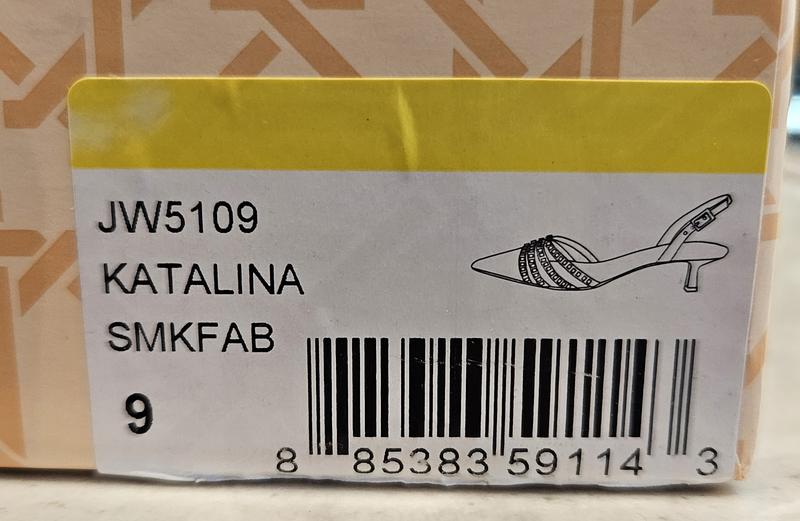 JW5109
KATALINA
SMKFAB
9
8 85383 59114 3